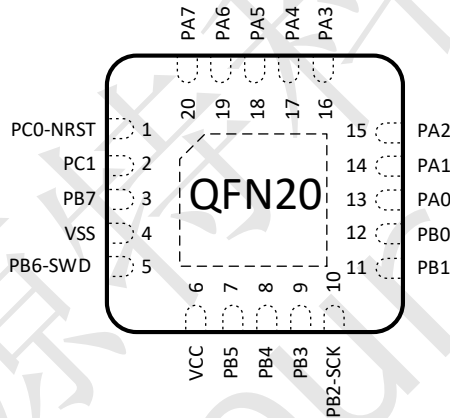 PA7 PA6 PA5 PA4 PA3
20 19 18 17 16
PC0-NRST 1 15 PA2
PC1 2 14 PA1
PB7 3 QFN20 13 PA0
VSS 4 12 PB0
PB6-SWD 5 11 PB1
6 7 8 9 10
VCC PB5 PB4 PB3 PB2-SCK